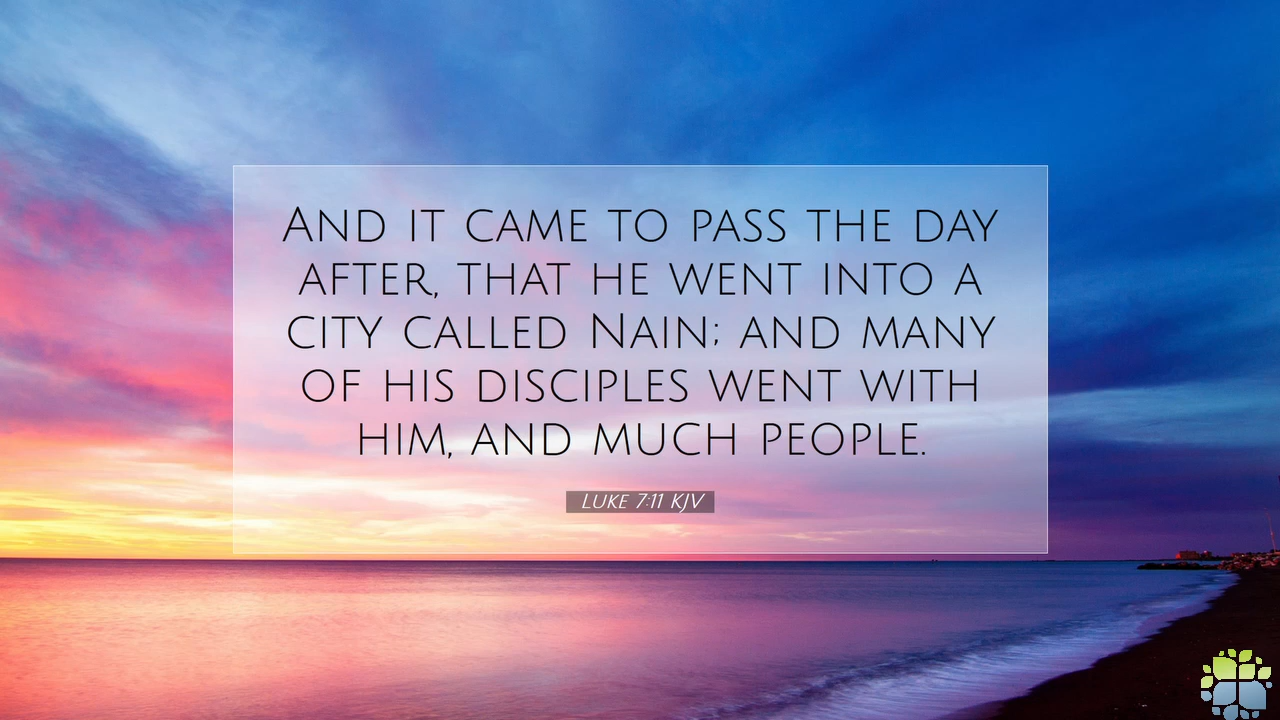 And it came to pass the day
after, that he went into a
city called Nain; and many
of his disciples went with
him, and much people.
Luke 7:11 KJV